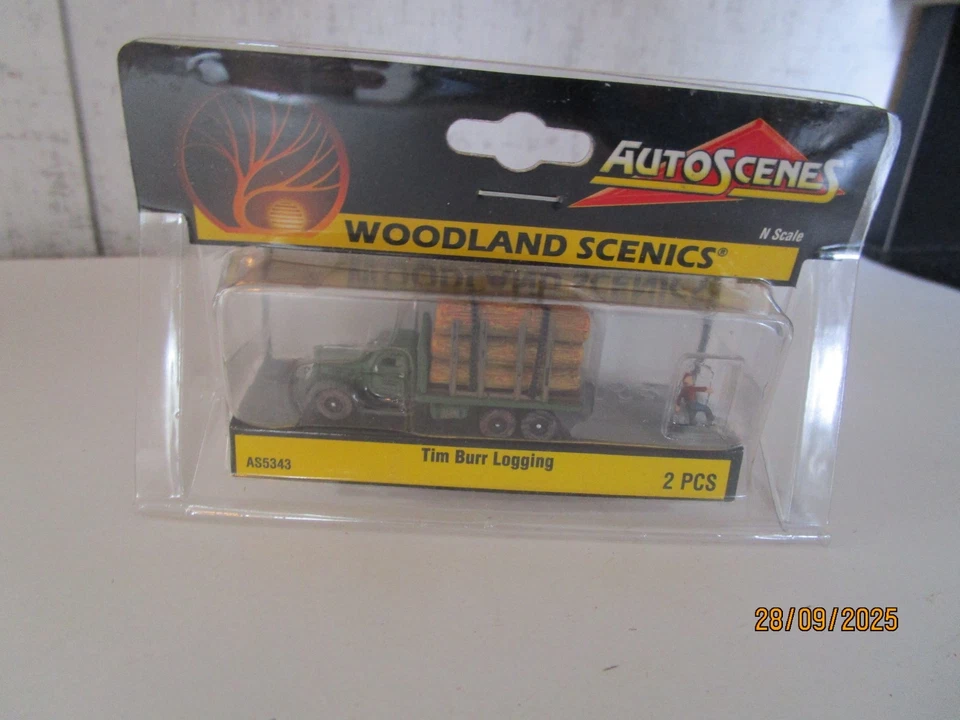 AUTOSCENES
N Scale
WOODLAND SCENICS®
Tim Burr Logging
AS5343
2 PCS
28/09/2025